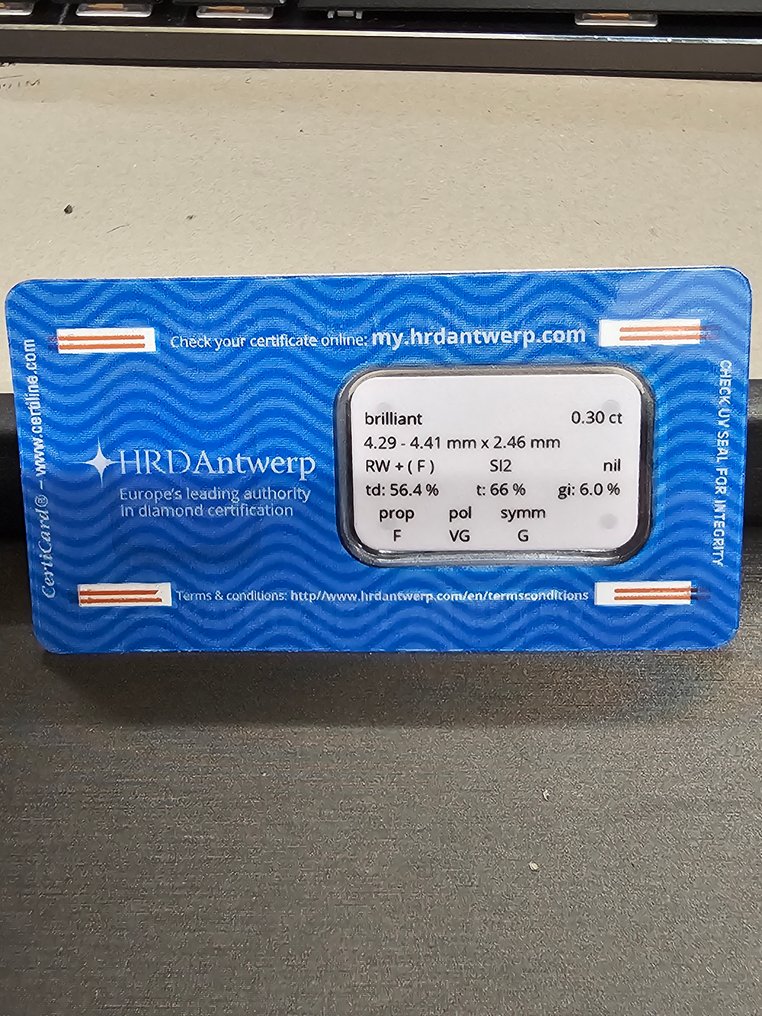 Check your certificate online: my.hrdantwerp.com
CertiCard® – www.certiline.com
HRDAntwerp
Europe's leading authority
in diamond certification
brilliant 0.30 ct
4.29 - 4.41 mm x 2.46 mm
RW + ( F ) SI2 nil
td: 56.4 % t: 66 % gi: 6.0 %
prop pol symm
F VG G
CHECK UV SEAL FOR INTEGRITY
Terms & conditions: http//www.hrdantwerp.com/en/termsconditions